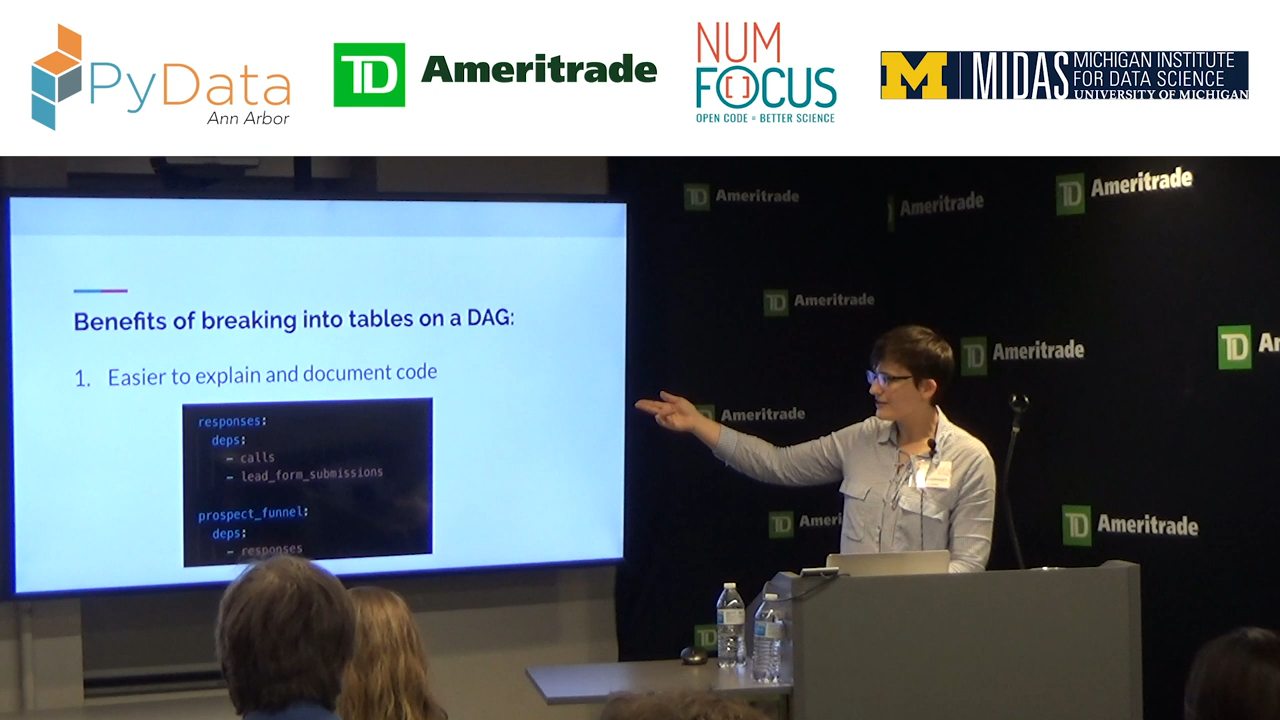 PyData
Ann Arbor
TD Ameritrade
NUM
FOCUS
OPEN CODE = BETTER SCIENCE
M MIDAS
MICHIGAN INSTITUTE
FOR DATA SCIENCE
UNIVERSITY OF MICHIGAN
TD Ameritrade
Ameritrade
TD Ameritrade
TD Ameritrade
TD Ameritrade
TD A
Ameritrade
TD Ameri
TD Ameritrade
TD
Benefits of breaking into tables on a DAG:
1. Easier to explain and document code
responses:
deps:
- calls
- lead_form_submissions
prospect_funnel:
deps:
- responses